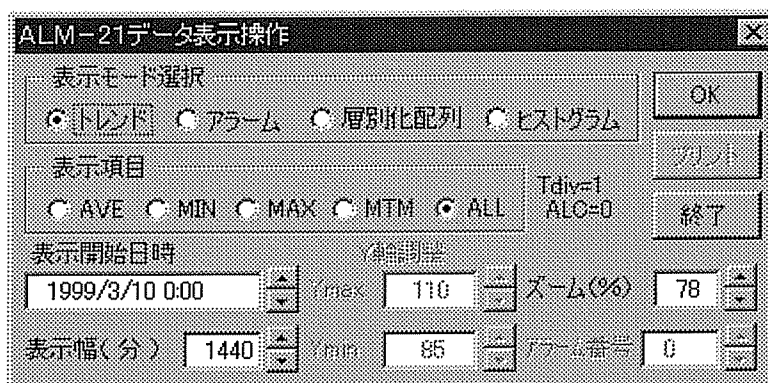 ALM-21データ表示操作
表示モード選択
トレンド アラーム 層別化配列 ヒストグラム
OK
プリント
表示項目
AVE MIN MAX MTM ALL
Tdiv=1
ALC=0
終了
表示開始日時
Y軸調整
1999/3/10 0:00
Ymax 110
ズーム(%) 78
表示幅(分) 1440
Ymin 85
アラーム番号 0